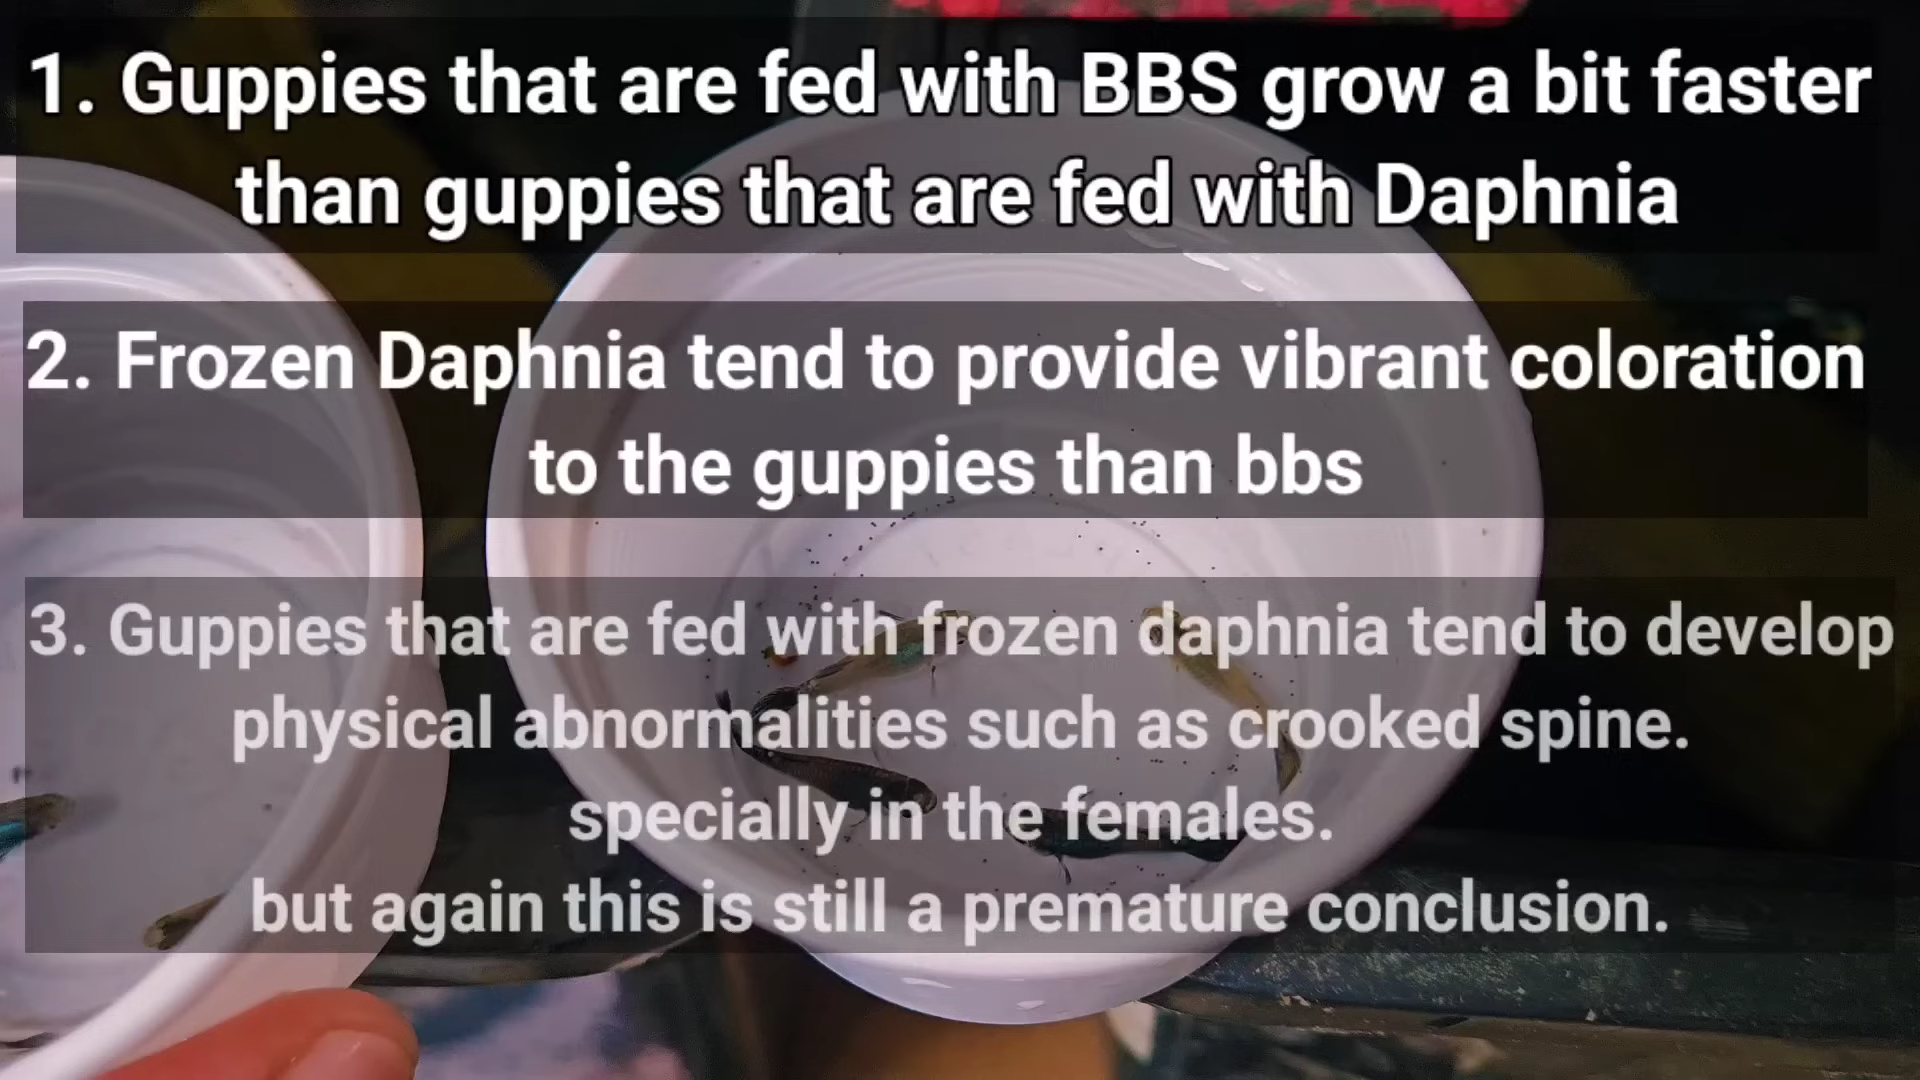 1. Guppies that are fed with BBS grow a bit faster
than guppies that are fed with Daphnia
2. Frozen Daphnia tend to provide vibrant coloration
to the guppies than bbs
3. Guppies that are fed with frozen daphnia tend to develop
physical abnormalities such as crooked spine.
specially in the females.
but again this is still a premature conclusion.